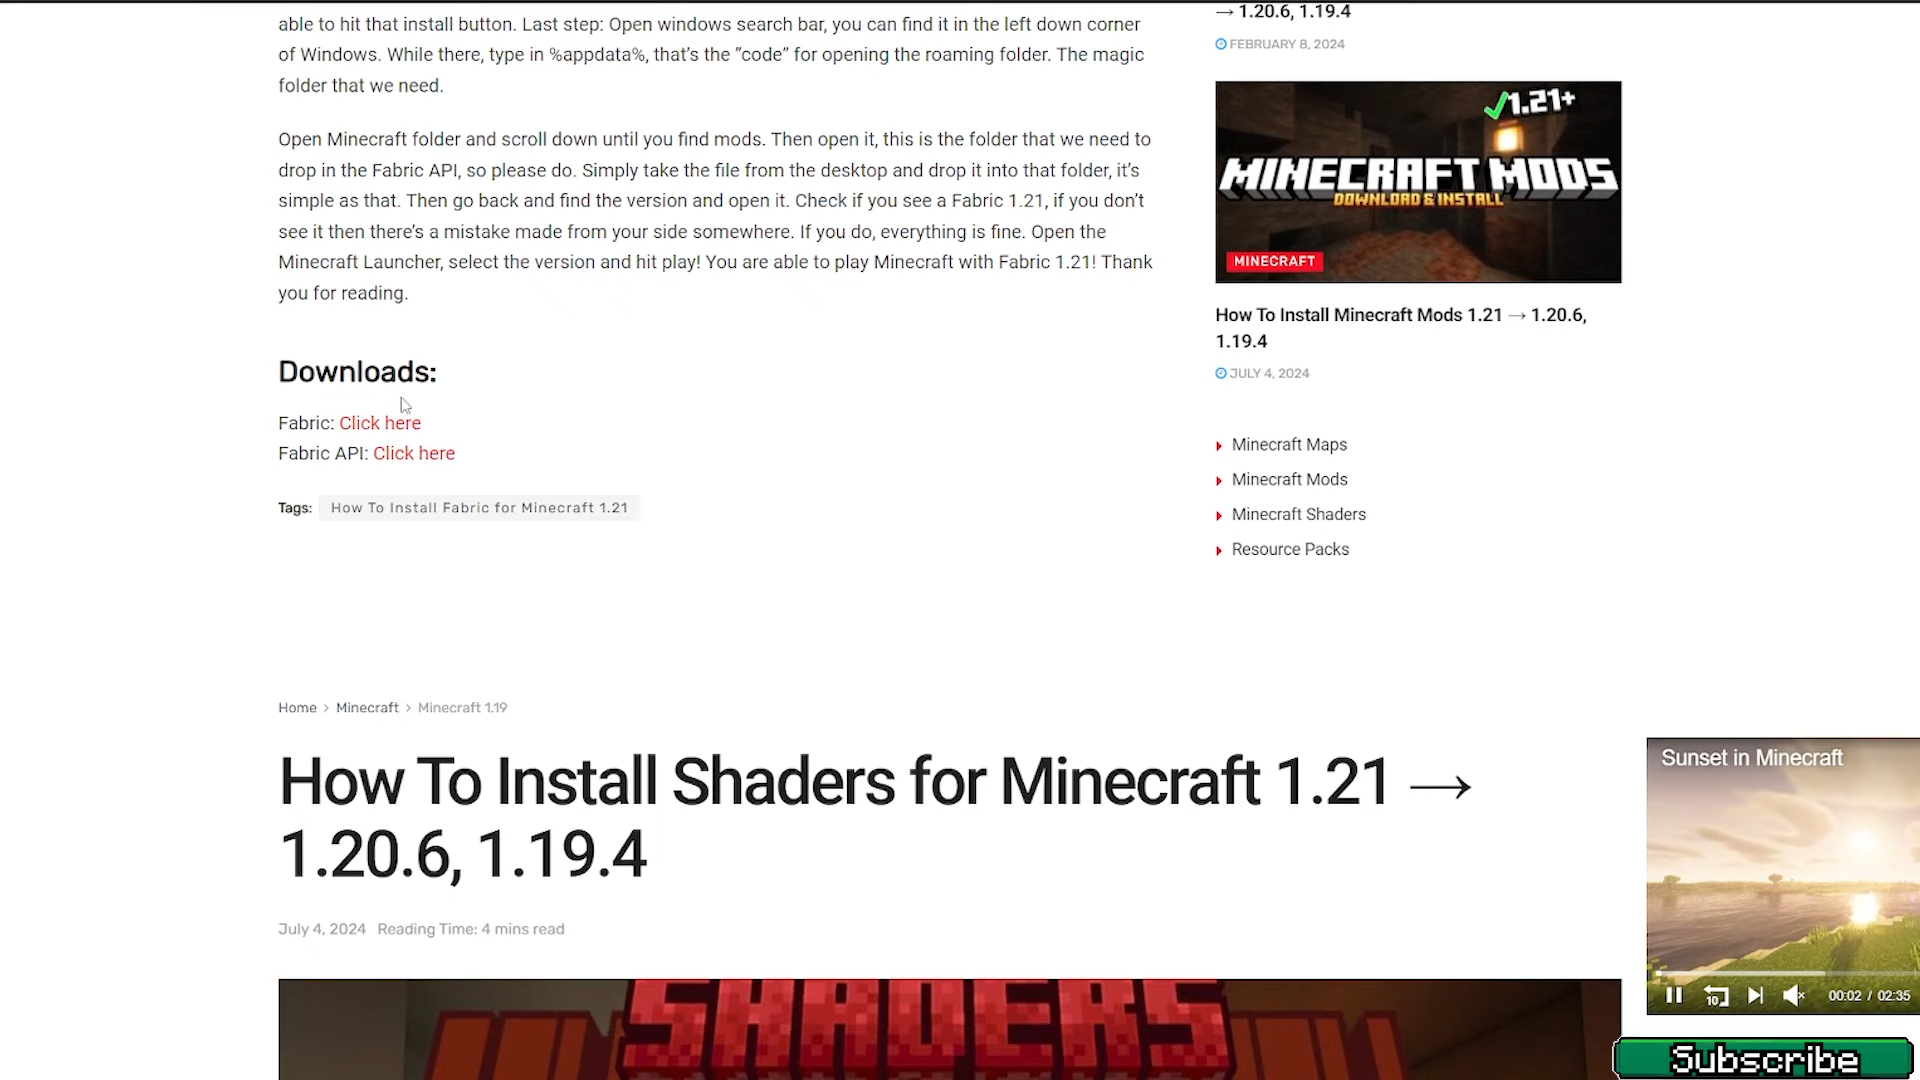 able to hit that install button. Last step: Open windows search bar, you can find it in the left down corner
of Windows. While there, type in %appdata%, that's the "code" for opening the roaming folder. The magic
folder that we need.
Open Minecraft folder and scroll down until you find mods. Then open it, this is the folder that we need to
drop in the Fabric API, so please do. Simply take the file from the desktop and drop it into that folder, it's
simple as that. Then go back and find the version and open it. Check if you see a Fabric 1.21, if you don't
see it then there's a mistake made from your side somewhere. If you do, everything is fine. Open the
Minecraft Launcher, select the version and hit play! You are able to play Minecraft with Fabric 1.21! Thank
you for reading.
Downloads:
Fabric: Click here
Fabric API: Click here
Tags: How To Install Fabric for Minecraft 1.21
→ 1.20.6, 1.19.4
FEBRUARY 8, 2024
1.21+
MINECRAFT MODS
DOWNLOAD & INSTALL
MINECRAFT
How To Install Minecraft Mods 1.21 → 1.20.6,
1.19.4
JULY 4, 2024
Minecraft Maps
Minecraft Mods
Minecraft Shaders
Resource Packs
Home > Minecraft > Minecraft 1.19
How To Install Shaders for Minecraft 1.21 →
1.20.6, 1.19.4
July 4, 2024 Reading Time: 4 mins read
SHADERS
Sunset in Minecraft
10
00:02 / 02:35
Subscribe